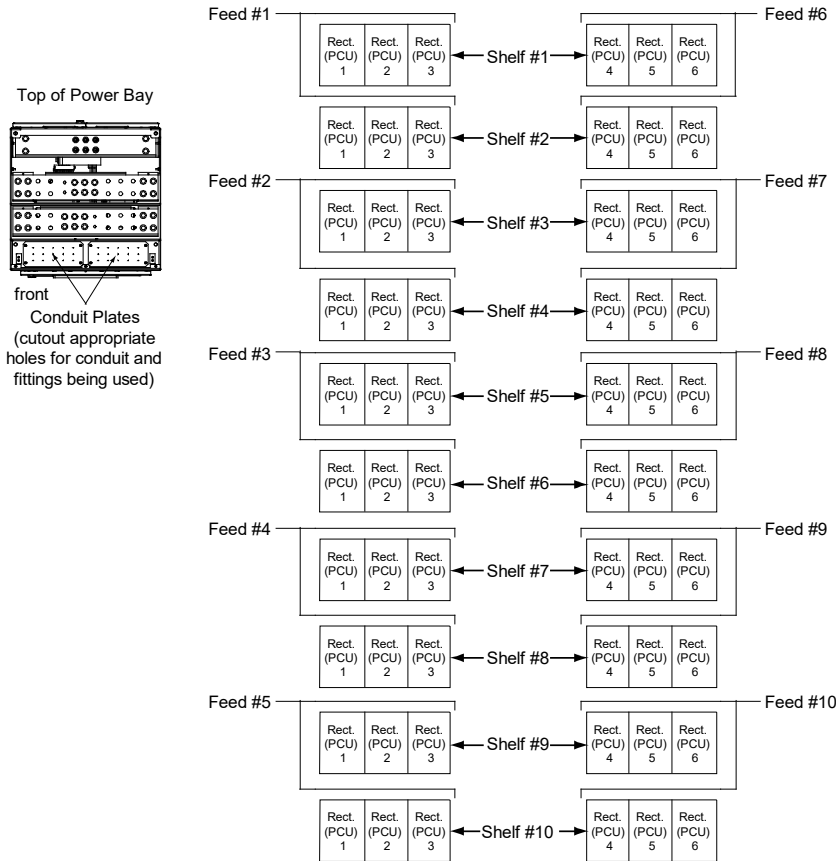 Feed #1
Feed #6
Rect. Rect. Rect.
(PCU) (PCU) (PCU)
1 2 3
Shelf #1
Rect. Rect. Rect.
(PCU) (PCU) (PCU)
4 5 6
Top of Power Bay
front
Conduit Plates
(cutout appropriate
holes for conduit and
fittings being used)
Rect. Rect. Rect.
(PCU) (PCU) (PCU)
1 2 3
Shelf #2
Rect. Rect. Rect.
(PCU) (PCU) (PCU)
4 5 6
Feed #2
Feed #7
Rect. Rect. Rect.
(PCU) (PCU) (PCU)
1 2 3
Shelf #3
Rect. Rect. Rect.
(PCU) (PCU) (PCU)
4 5 6
Rect. Rect. Rect.
(PCU) (PCU) (PCU)
1 2 3
Shelf #4
Rect. Rect. Rect.
(PCU) (PCU) (PCU)
4 5 6
Feed #3
Feed #8
Rect. Rect. Rect.
(PCU) (PCU) (PCU)
1 2 3
Shelf #5
Rect. Rect. Rect.
(PCU) (PCU) (PCU)
4 5 6
Rect. Rect. Rect.
(PCU) (PCU) (PCU)
1 2 3
Shelf #6
Rect. Rect. Rect.
(PCU) (PCU) (PCU)
4 5 6
Feed #4
Feed #9
Rect. Rect. Rect.
(PCU) (PCU) (PCU)
1 2 3
Shelf #7
Rect. Rect. Rect.
(PCU) (PCU) (PCU)
4 5 6
Rect. Rect. Rect.
(PCU) (PCU) (PCU)
1 2 3
Shelf #8
Rect. Rect. Rect.
(PCU) (PCU) (PCU)
4 5 6
Feed #5
Feed #10
Rect. Rect. Rect.
(PCU) (PCU) (PCU)
1 2 3
Shelf #9
Rect. Rect. Rect.
(PCU) (PCU) (PCU)
4 5 6
Rect. Rect. Rect.
(PCU) (PCU) (PCU)
1 2 3
Shelf #10
Rect. Rect. Rect.
(PCU) (PCU) (PCU)
4 5 6